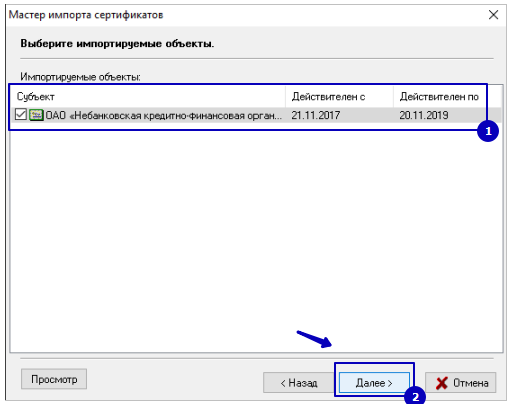 Мастер импорта сертификатов
Выберите импортируемые объекты.
Импортируемые объекты:
Субъект Действителен с Действителен по
ОАО «Небанковская кредитно-финансовая орган... 21.11.2017 20.11.2019
1
Просмотр < Назад Далее > Отмена
2